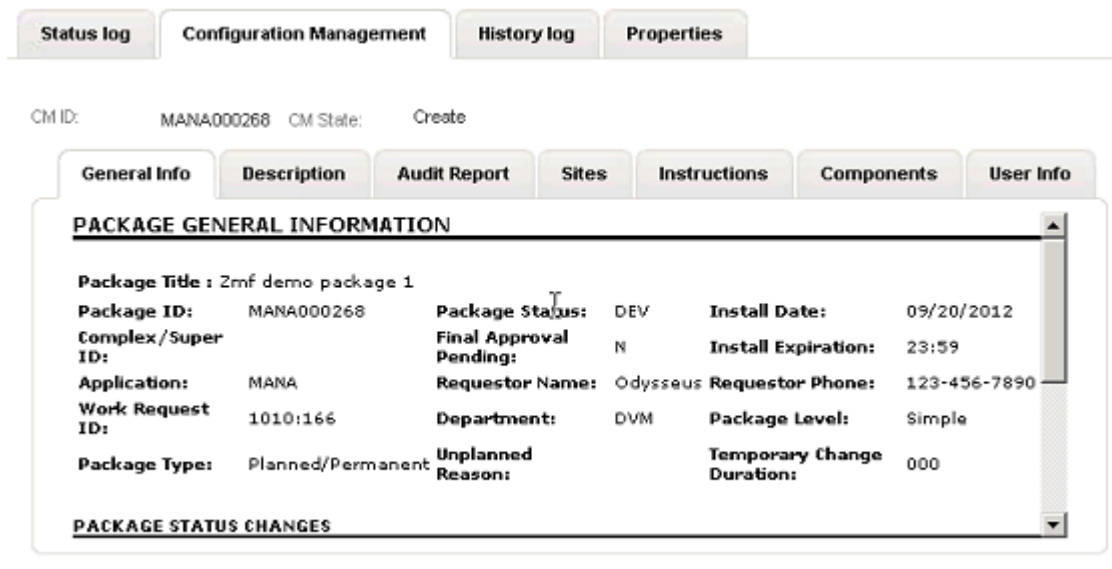 Status log Configuration Management History log Properties
CM ID: MANA000268 CM State: Create
General Info Description Audit Report Sites Instructions Components User Info
PACKAGE GENERAL INFORMATION
Package Title : Zmf demo package 1
Package ID: MANA000268 Package Status: DEV Install Date: 09/20/2012
Complex/Super ID: Final Approval Pending: N Install Expiration: 23:59
Application: MANA Requestor Name: Odysseus Requestor Phone: 123-456-7890
Work Request ID: 1010:166 Department: DVM Package Level: Simple
Package Type: Planned/Permanent Unplanned Reason: Temporary Change Duration: 000
PACKAGE STATUS CHANGES